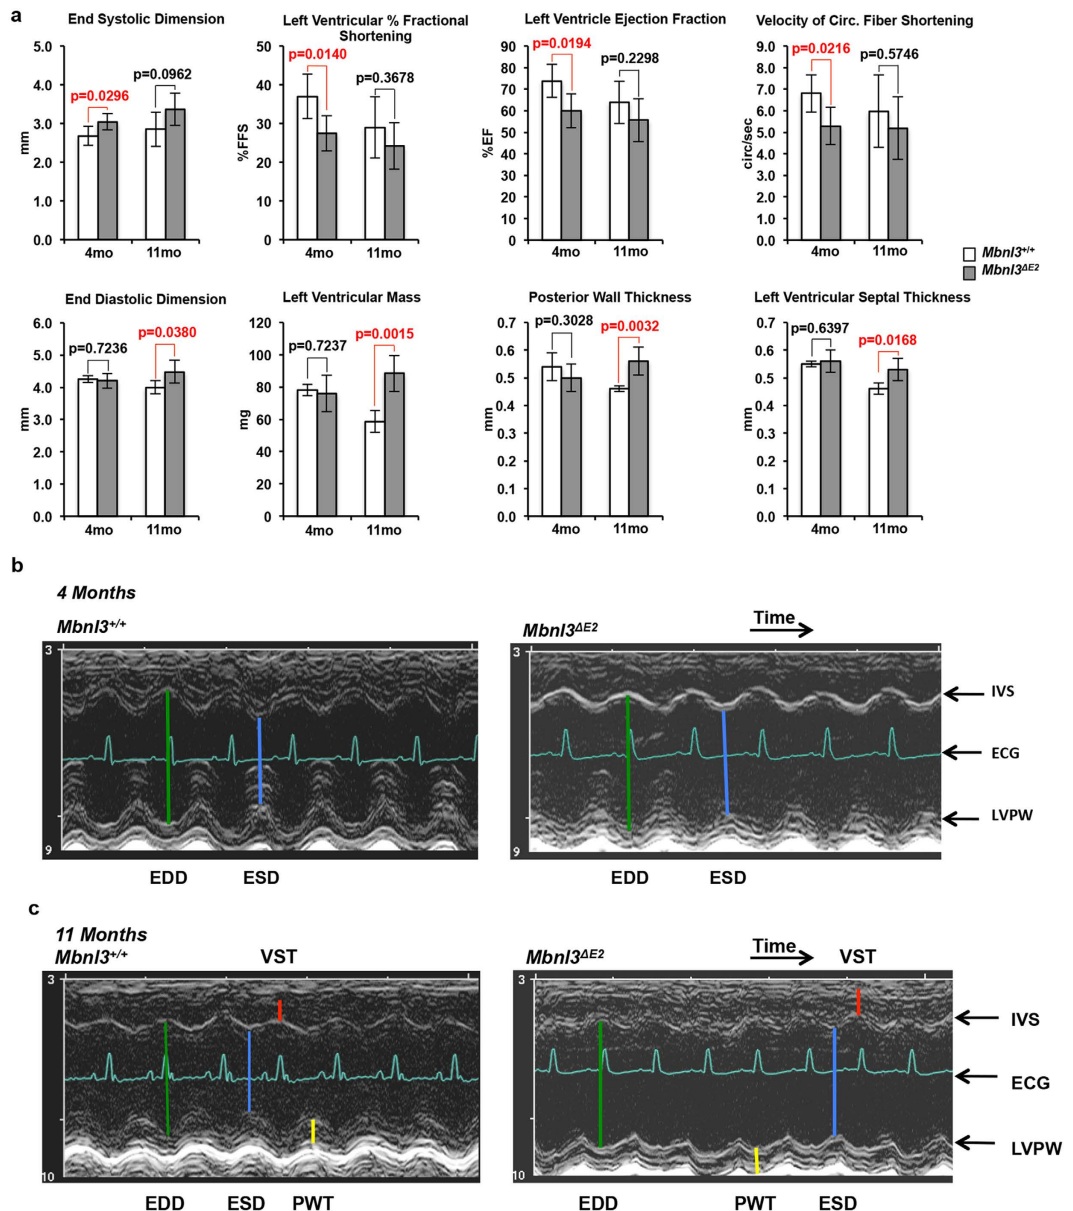 a
End Systolic Dimension
5.0
4.0
3.0
2.0
1.0
0.0
mm
p=0.0296
p=0.0962
4mo
11mo
Left Ventricular % Fractional
Shortening
50
40
30
20
10
0
%FFS
p=0.0140
p=0.3678
4mo
11mo
Left Ventricle Ejection Fraction
90
80
70
60
50
40
30
20
10
0
%EF
p=0.0194
p=0.2298
4mo
11mo
Velocity of Circ. Fiber Shortening
9.0
8.0
7.0
6.0
5.0
4.0
3.0
2.0
1.0
0.0
circ/sec
p=0.0216
p=0.5746
4mo
11mo
Mbnl3+/+
Mbnl3ΔE2
End Diastolic Dimension
6.0
5.0
4.0
3.0
2.0
1.0
0.0
mm
p=0.7236
p=0.0380
4mo
11mo
Left Ventricular Mass
120
100
80
60
40
20
0
mg
p=0.7237
p=0.0015
4mo
11mo
Posterior Wall Thickness
0.7
0.6
0.5
0.4
0.3
0.2
0.1
0.0
mm
p=0.3028
p=0.0032
4mo
11mo
Left Ventricular Septal Thickness
0.7
0.6
0.5
0.4
0.3
0.2
0.1
0.0
mm
p=0.6397
p=0.0168
4mo
11mo
b
4 Months
Mbnl3+/+
3
9
EDD
ESD
Mbnl3ΔE2
Time
3
9
IVS
ECG
LVPW
EDD
ESD
c
11 Months
Mbnl3+/+
VST
3
10
EDD
ESD
PWT
Mbnl3ΔE2
Time
VST
3
10
IVS
ECG
LVPW
EDD
PWT
ESD